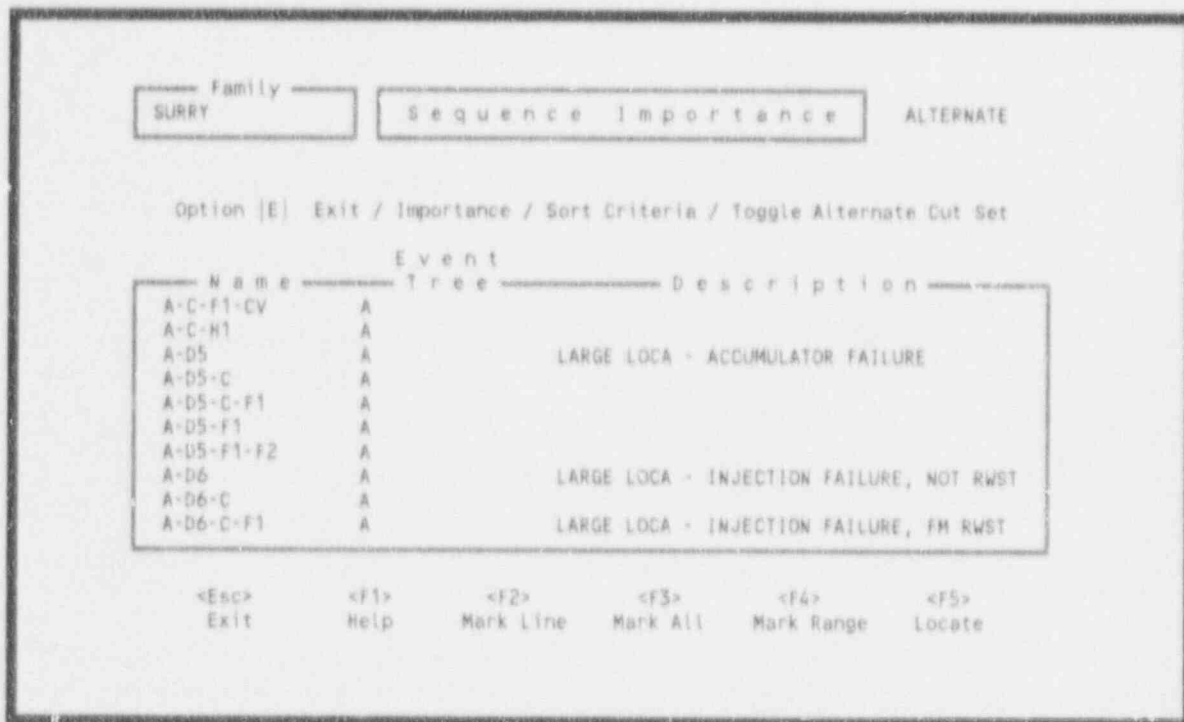 Family
SURRY
Sequence Importance
ALTERNATE
Option |E| Exit / Importance / Sort Criteria / Toggle Alternate Cut Set
Event
Name Tree Description
A-C-F1-CV A
A-C-H1 A
A-D5 A LARGE LOCA - ACCUMULATOR FAILURE
A-D5-C A
A-D5-C-F1 A
A-D5-F1 A
A-D5-F1-F2 A
A-D6 A LARGE LOCA - INJECTION FAILURE, NOT RWST
A-D6-C A
A-D6-C-F1 A LARGE LOCA - INJECTION FAILURE, FM RWST
<Esc> <F1> <F2> <F3> <F4> <F5>
Exit Help Mark Line Mark All Mark Range Locate